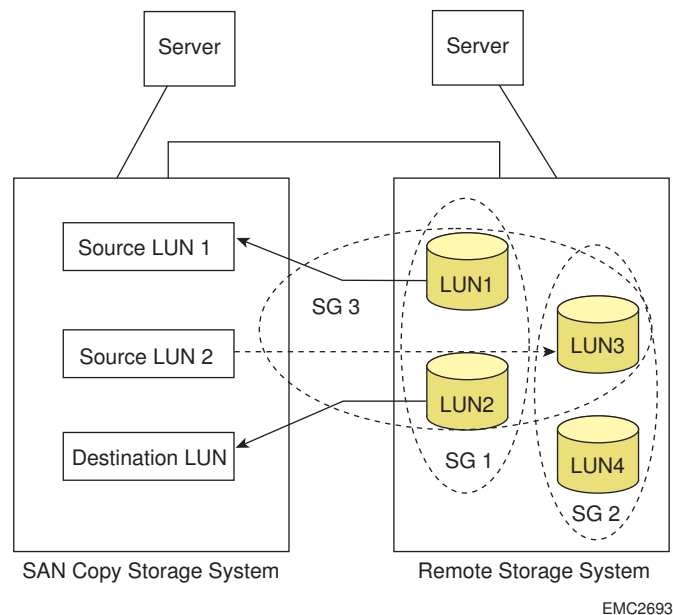 Server
Server
Source LUN 1
Source LUN 2
Destination LUN
SG 3
LUN1
LUN2
LUN3
LUN4
SG 1
SG 2
SAN Copy Storage System
Remote Storage System
EMC2693